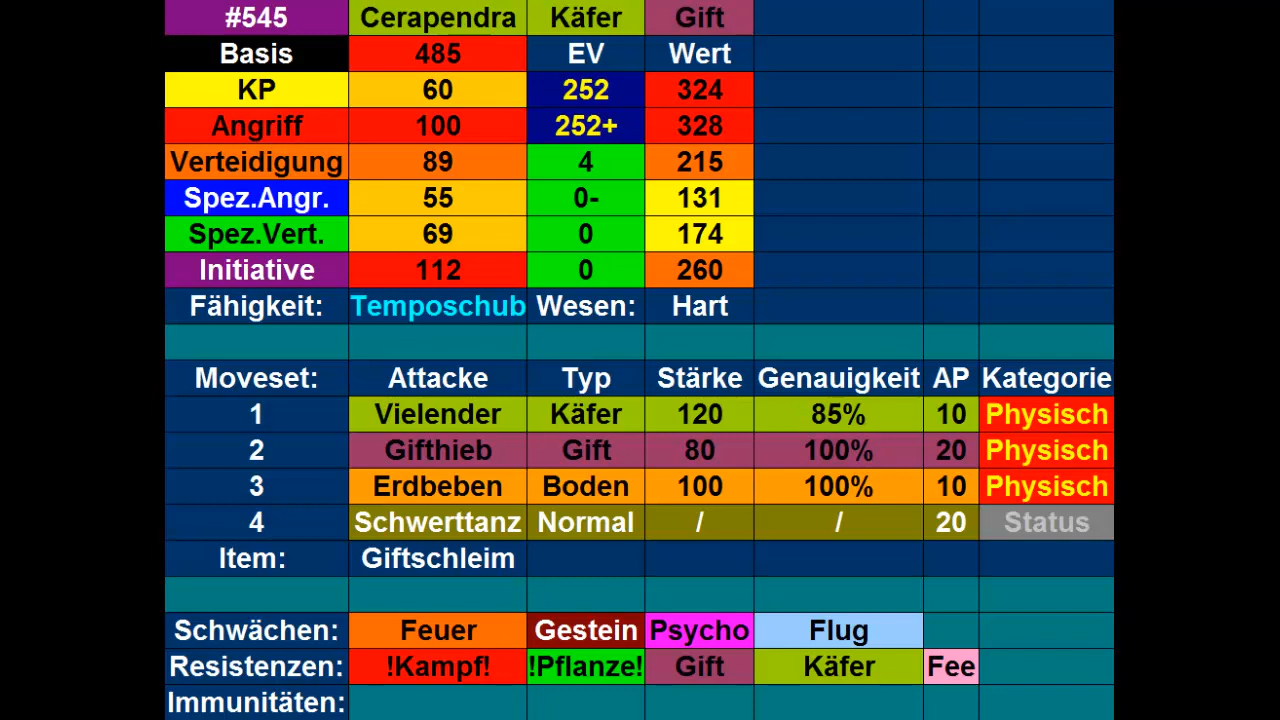 #545 Cerapendra Käfer Gift
Basis 485 EV Wert
KP 60 252 324
Angriff 100 252+ 328
Verteidigung 89 4 215
Spez.Angr. 55 0- 131
Spez.Vert. 69 0 174
Initiative 112 0 260
Fähigkeit: Temposchub Wesen: Hart
Moveset: Attacke Typ Stärke Genauigkeit AP Kategorie
1 Vielender Käfer 120 85% 10 Physisch
2 Gifthieb Gift 80 100% 20 Physisch
3 Erdbeben Boden 100 100% 10 Physisch
4 Schwerttanz Normal / / 20 Status
Item: Giftschleim
Schwächen: Feuer Gestein Psycho Flug
Resistenzen: !Kampf! !Pflanze! Gift Käfer Fee
Immunitäten: